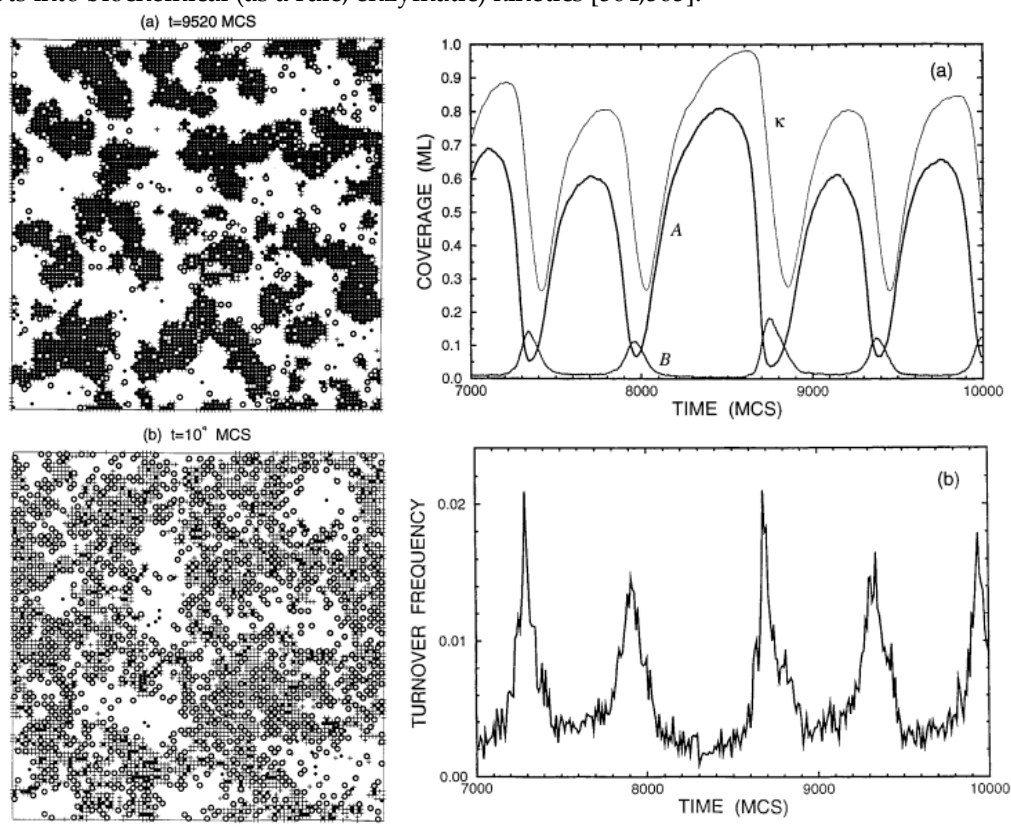 (a) t=9520 MCS
(b) t=10⁴ MCS
COVERAGE (ML)
1.0
0.9
0.8
0.7
0.6
0.5
0.4
0.3
0.2
0.1
0.0
(a)
κ
A
B
7000
8000
9000
10000
TIME (MCS)
TURNOVER FREQUENCY
0.02
0.01
0.00
(b)
7000
8000
9000
10000
TIME (MCS)